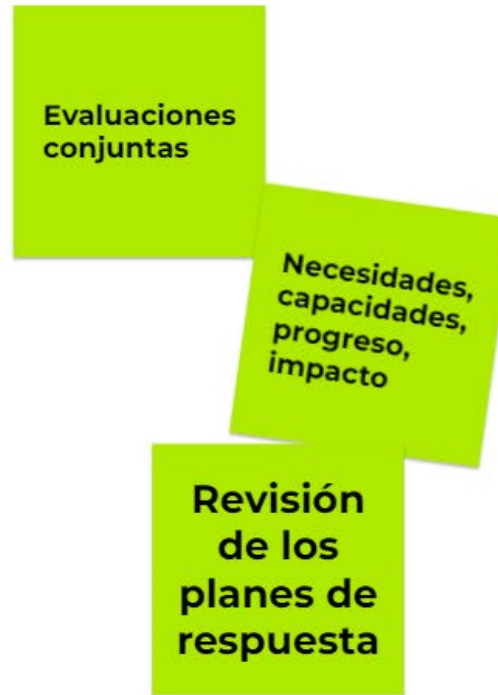 Evaluaciones
conjuntas
Necesidades,
capacidades,
progreso,
impacto
Revisión
de los
planes de
respuesta